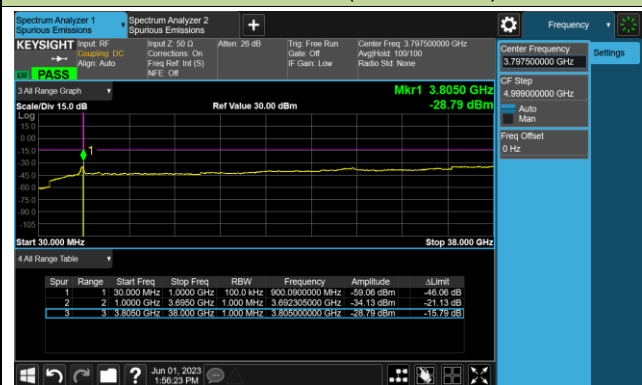 Spectrum Analyzer 1
Spurious Emissions
Spectrum Analyzer 2
Spurious Emissions
+
Frequency
KEYSIGHT
Input: RF
Coupling: DC
Align: Auto
Input Z: 50 Ω
Corrections: On
Freq Ref: Int (S)
NFE: Off
Atten: 26 dB
Trig: Free Run
Gate: Off
IF Gain: Low
Center Freq: 3.797500000 GHz
Avg|Hold: 100/100
Radio Std: None
PASS
Center Frequency
3.797500000 GHz
Settings
CF Step
4.999000000 GHz
Auto
Man
Freq Offset
0 Hz
3 All Range Graph
Mkr1 3.8050 GHz
-28.79 dBm
Scale/Div 15.0 dB
Ref Value 30.00 dBm
Log
15.0
0.00
-15.0
-30.0
-45.0
-60.0
-75.0
-90.0
-105
1
Start 30.000 MHz
Stop 38.000 GHz
4 All Range Table
Spur Range Start Freq Stop Freq RBW Frequency Amplitude ΔLimit
1 1 30.000 MHz 1.0000 GHz 100.0 kHz 900.0900000 MHz -59.06 dBm -46.06 dB
2 2 1.0000 GHz 3.6950 GHz 1.000 MHz 3.692305000 GHz -34.13 dBm -21.13 dB
3 3 3.8050 GHz 38.000 GHz 1.000 MHz 3.805000000 GHz -28.79 dBm -15.79 dB
?
Jun 01, 2023
1:56:23 PM